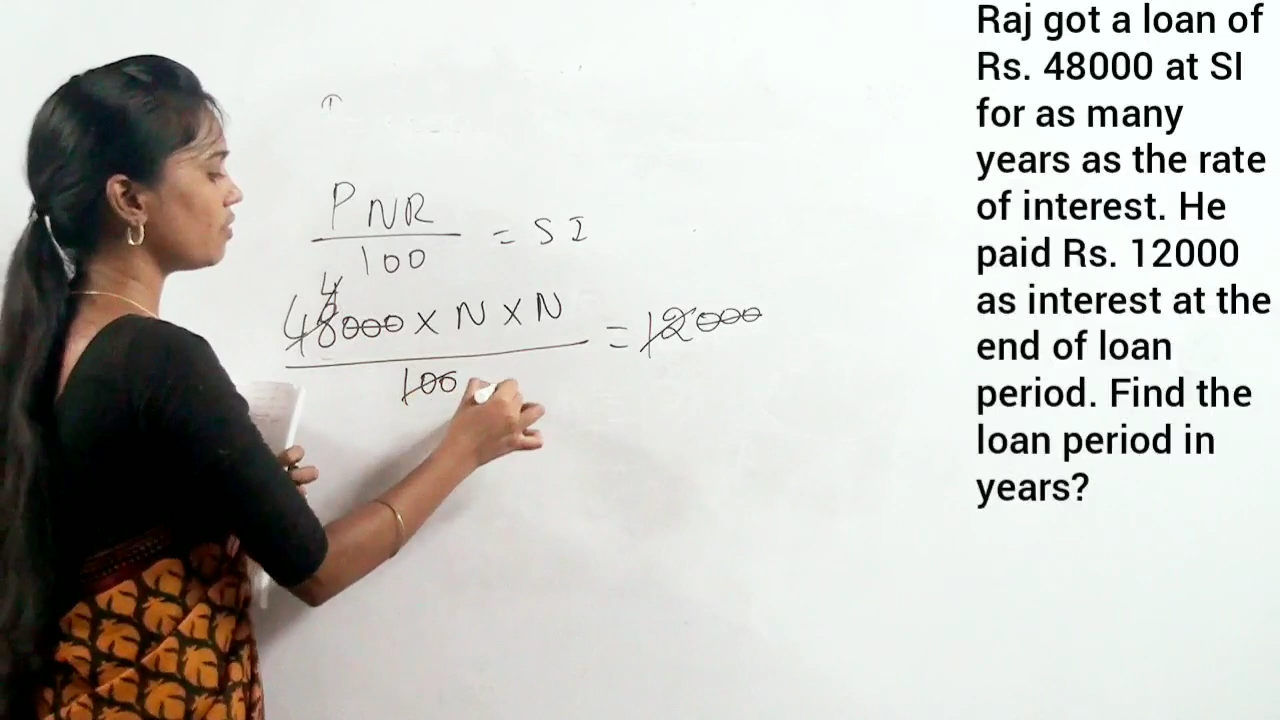 P N R
100
= S I
4
48000 X N X N
100
= 12000
Raj got a loan of
Rs. 48000 at SI
for as many
years as the rate
of interest. He
paid Rs. 12000
as interest at the
end of loan
period. Find the
loan period in
years?